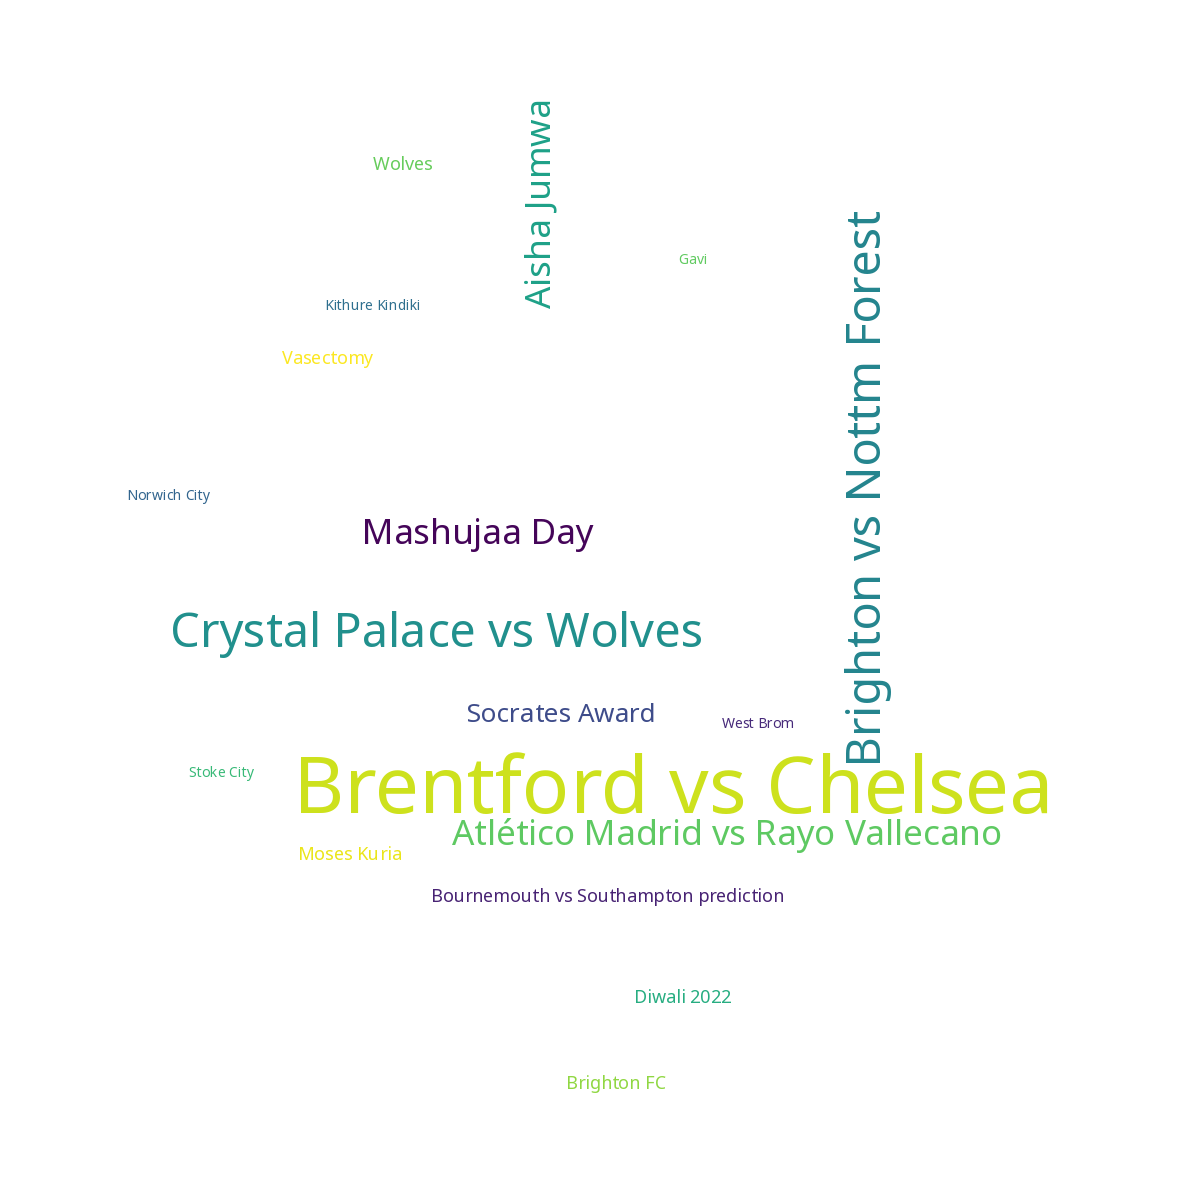 Aisha Jumwa
Wolves
Brighton vs Nottm Forest
Gavi
Kithure Kindiki
Vasectomy
Norwich City
Mashujaa Day
Crystal Palace vs Wolves
Socrates Award
West Brom
Stoke City
Brentford vs Chelsea
Atlético Madrid vs Rayo Vallecano
Moses Kuria
Bournemouth vs Southampton prediction
Diwali 2022
Brighton FC